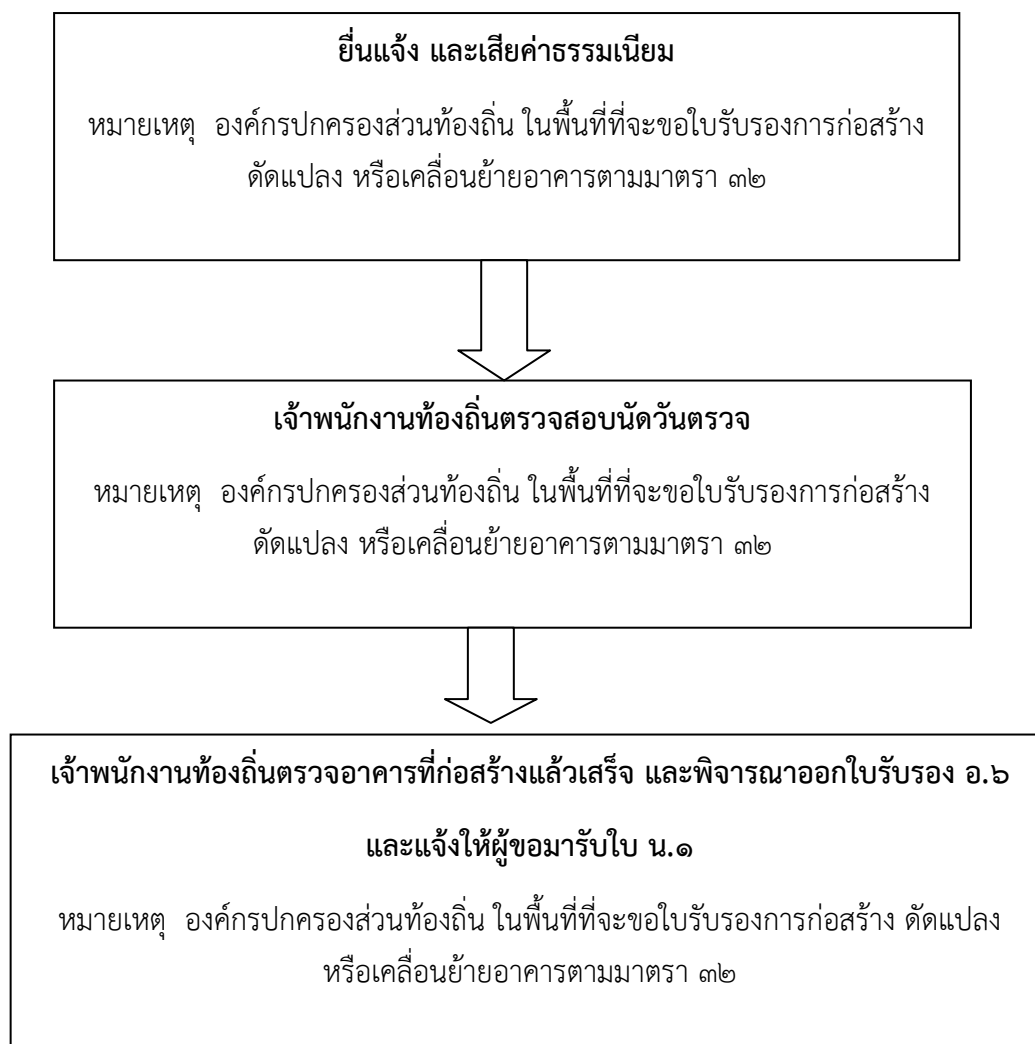 ยื่นแจ้ง และเสียค่าธรรมเนียม
หมายเหตุ องค์กรปกครองส่วนท้องถิ่น ในพื้นที่ที่จะขอใบรับรองการก่อสร้าง
ดัดแปลง หรือเคลื่อนย้ายอาคารตามมาตรา ๓๒
เจ้าพนักงานท้องถิ่นตรวจสอบนัดวันตรวจ
หมายเหตุ องค์กรปกครองส่วนท้องถิ่น ในพื้นที่ที่จะขอใบรับรองการก่อสร้าง
ดัดแปลง หรือเคลื่อนย้ายอาคารตามมาตรา ๓๒
เจ้าพนักงานท้องถิ่นตรวจอาคารที่ก่อสร้างแล้วเสร็จ และพิจารณาออกใบรับรอง อ.๖
และแจ้งให้ผู้ขอมารับใบ น.๑
หมายเหตุ องค์กรปกครองส่วนท้องถิ่น ในพื้นที่ที่จะขอใบรับรองการก่อสร้าง ดัดแปลง
หรือเคลื่อนย้ายอาคารตามมาตรา ๓๒